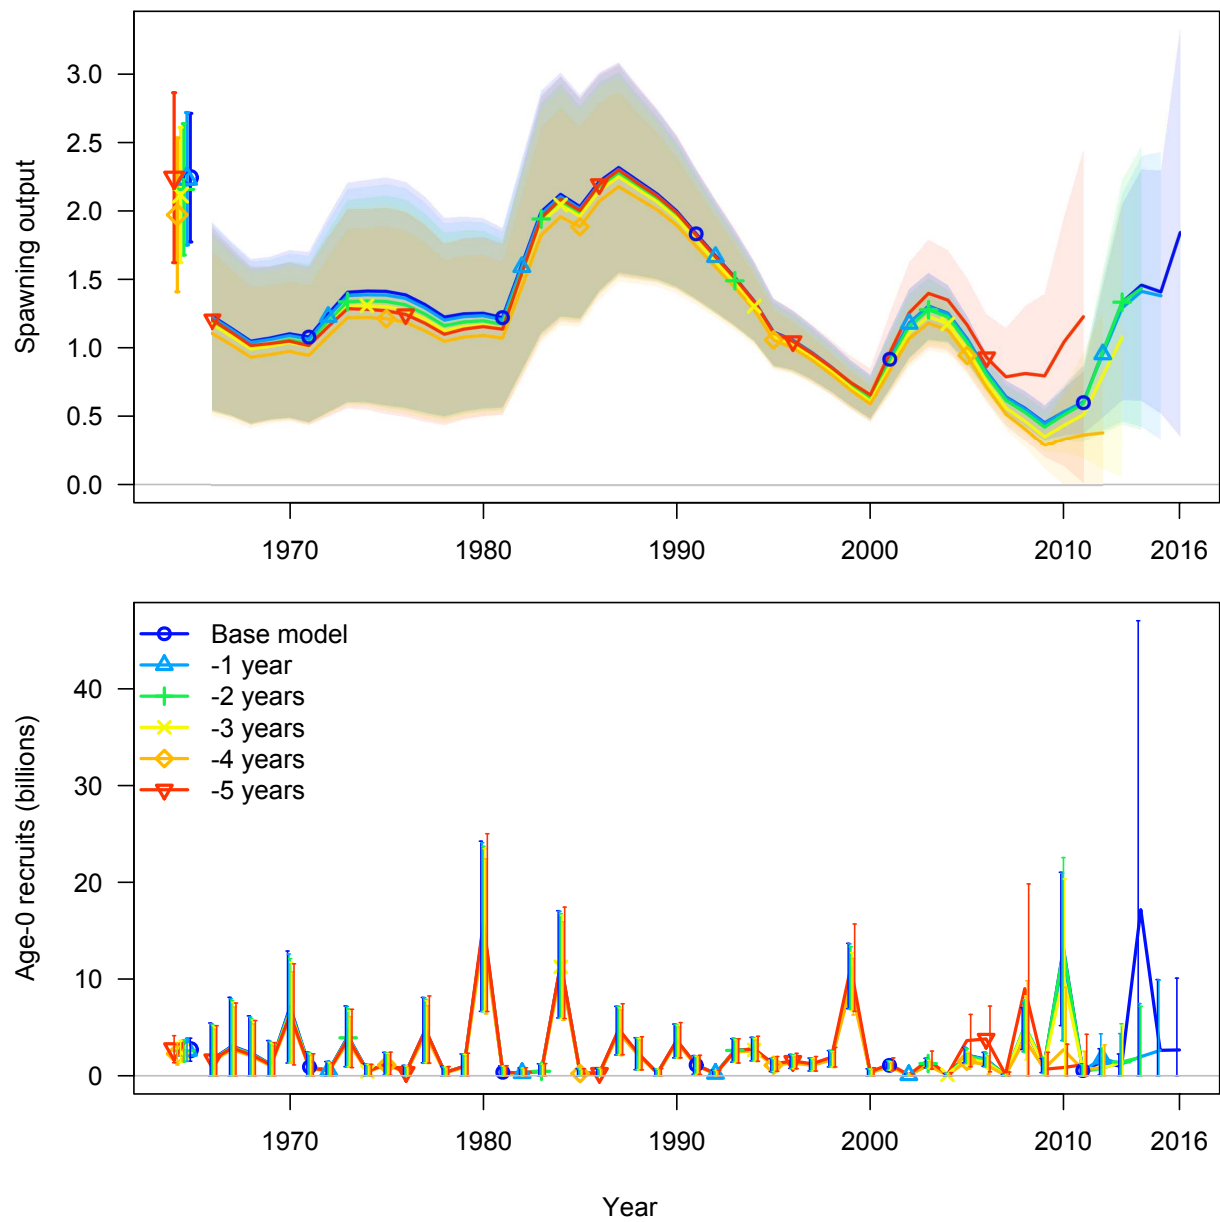 Spawning output
3.0
2.5
2.0
1.5
1.0
0.5
0.0
1970 1980 1990 2000 2010 2016
Age-0 recruits (billions)
40
30
20
10
0
Base model
-1 year
-2 years
-3 years
-4 years
-5 years
1970 1980 1990 2000 2010 2016
Year